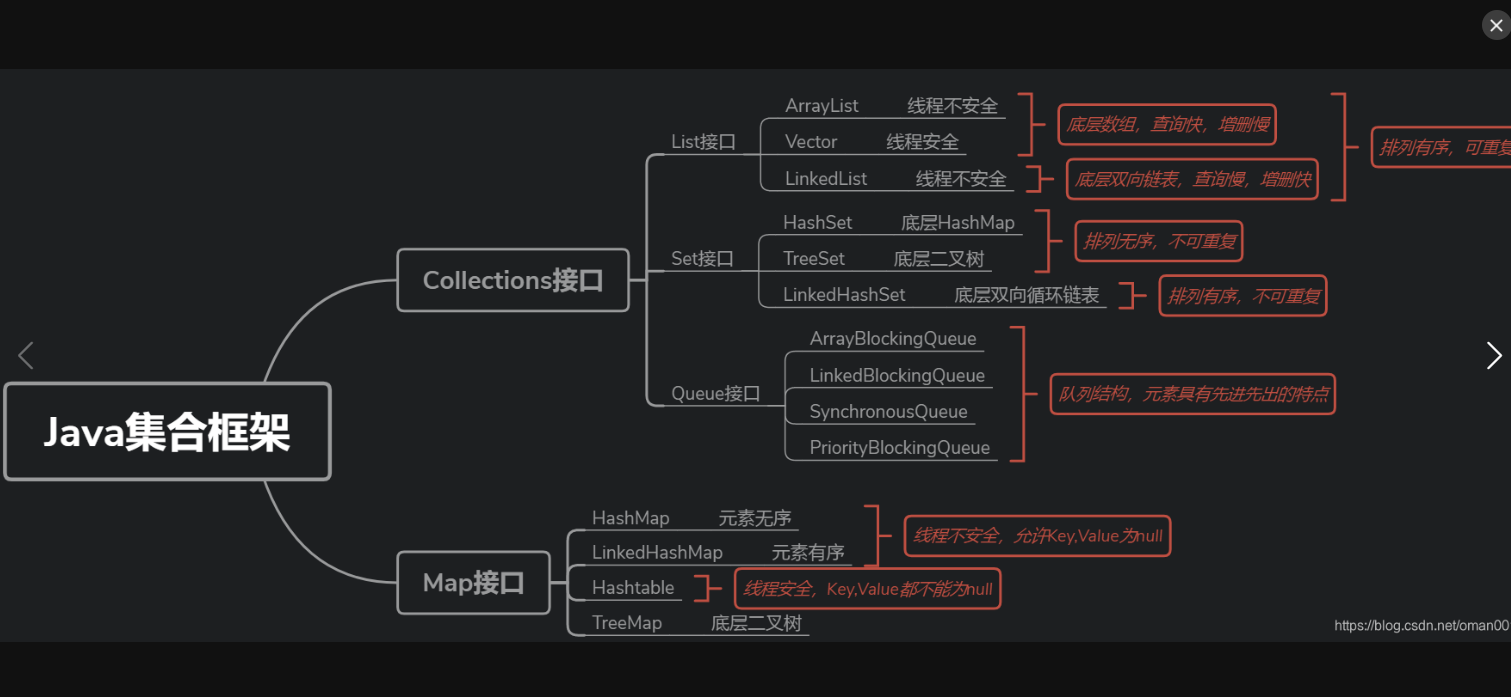 Java集合框架
Collections接口
List接口
ArrayList 线程不安全
Vector 线程安全
底层数组，查询快，增删慢
LinkedList 线程不安全
底层双向链表，查询慢，增删快
排列有序，可重复
Set接口
HashSet 底层HashMap
TreeSet 底层二叉树
排列无序，不可重复
LinkedHashSet 底层双向循环链表
排列有序，不可重复
Queue接口
ArrayBlockingQueue
LinkedBlockingQueue
SynchronousQueue
PriorityBlockingQueue
队列结构，元素具有先进先出的特点
Map接口
HashMap 元素无序
LinkedHashMap 元素有序
线程不安全，允许Key,Value为null
Hashtable
线程安全，Key,Value都不能为null
TreeMap 底层二叉树
https://blog.csdn.net/oman00